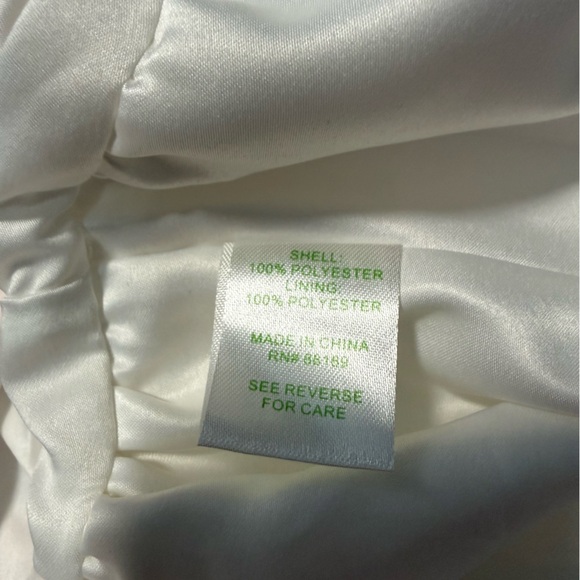 SHELL:
100% POLYESTER
LINING:
100% POLYESTER
MADE IN CHINA
RN# 88169
SEE REVERSE
FOR CARE